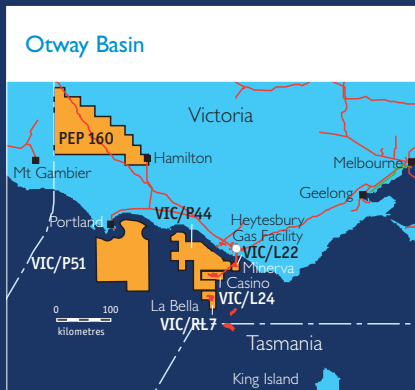 Otway Basin
Victoria
PEP 160
Hamilton
Melbourne
Mt Gambier
Geelong
VIC/P44
Heytesbury
Gas Facility
Portland
VIC/L22
VIC/P51
Minerva
Casino
VIC/L24
La Bella
0 100
kilometres
VIC/RL7
Tasmania
King Island